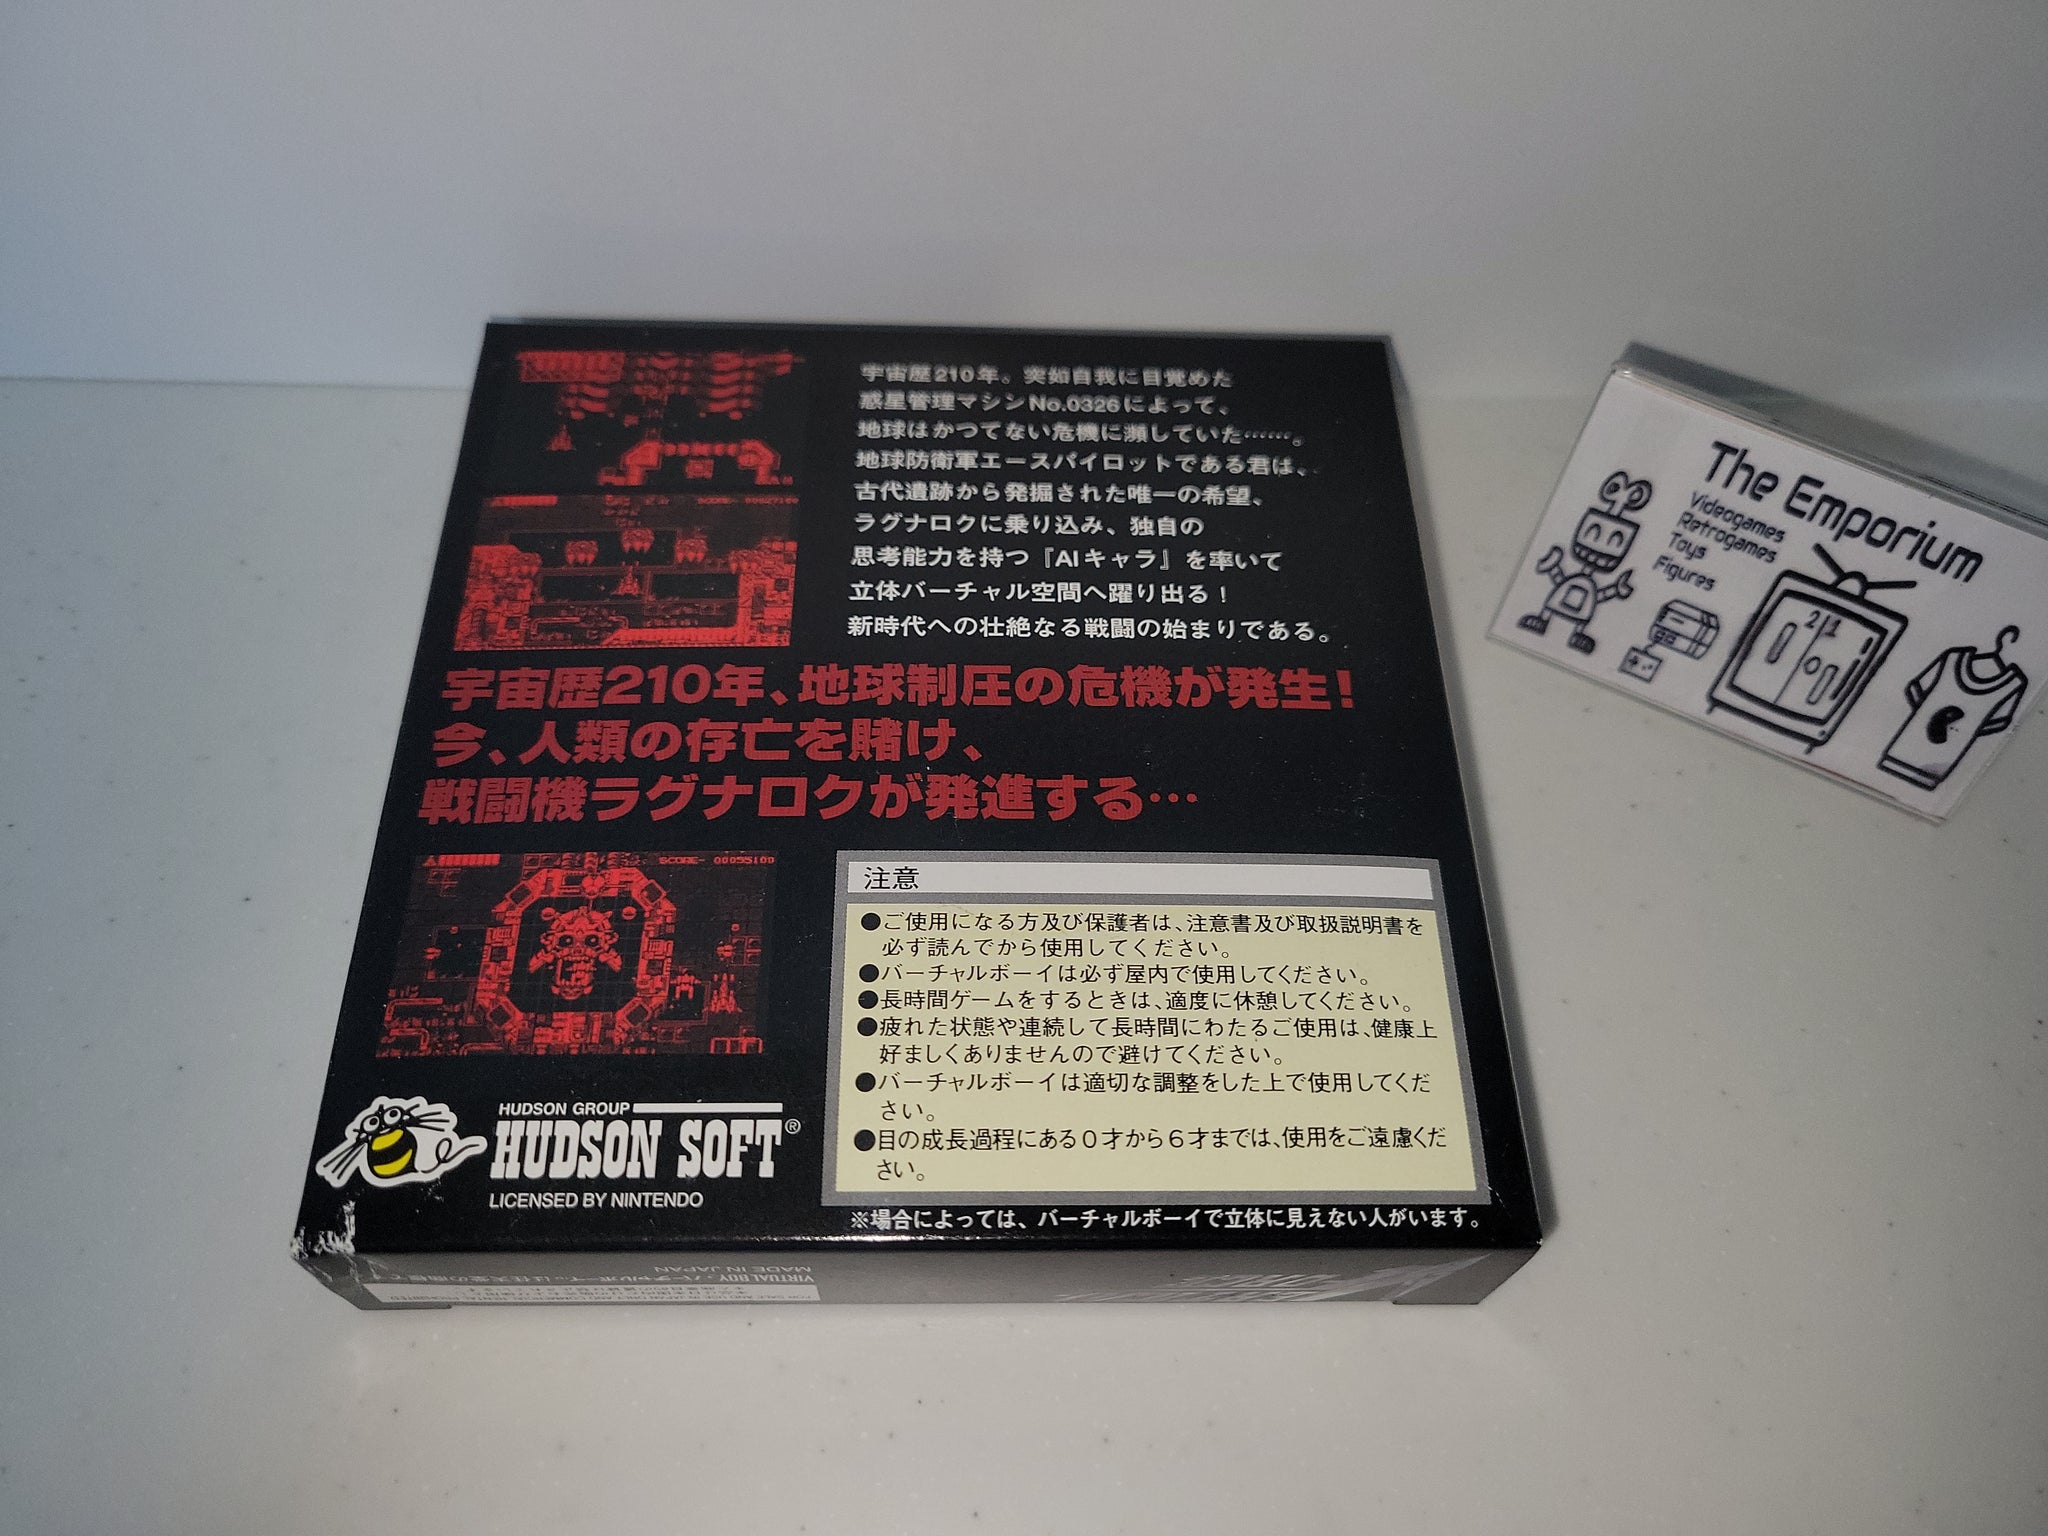 宇宙歴210年。突如自我に目覚めた
惑星管理マシンNo.0326によって、
地球はかつてない危機に瀕していた……。
地球防衛軍エースパイロットである君は、
古代遺跡から発掘された唯一の希望、
ラグナロクに乗り込み、独自の
思考能力を持つ『AIキャラ』を率いて
立体バーチャル空間へ躍り出る！
新時代への壮絶なる戦闘の始まりである。
宇宙歴210年、地球制圧の危機が発生！
今、人類の存亡を賭け、
戦闘機ラグナロクが発進する…
SCORE- 0095100
注意
●ご使用になる方及び保護者は、注意書及び取扱説明書を
必ず読んでから使用してください。
●バーチャルボーイは必ず屋内で使用してください。
●長時間ゲームをするときは、適度に休憩してください。
●疲れた状態や連続して長時間にわたるご使用は、健康上
好ましくありませんので避けてください。
●バーチャルボーイは適切な調整をした上で使用してくだ
さい。
●目の成長過程にある０才から６才までは、使用をご遠慮くだ
さい。
※場合によっては、バーチャルボーイで立体に見えない人がいます。
HUDSON GROUP
HUDSON SOFT®
LICENSED BY NINTENDO
MADE IN JAPAN
The Emporium
Videogames
Retrogames
Toys
Figures
21